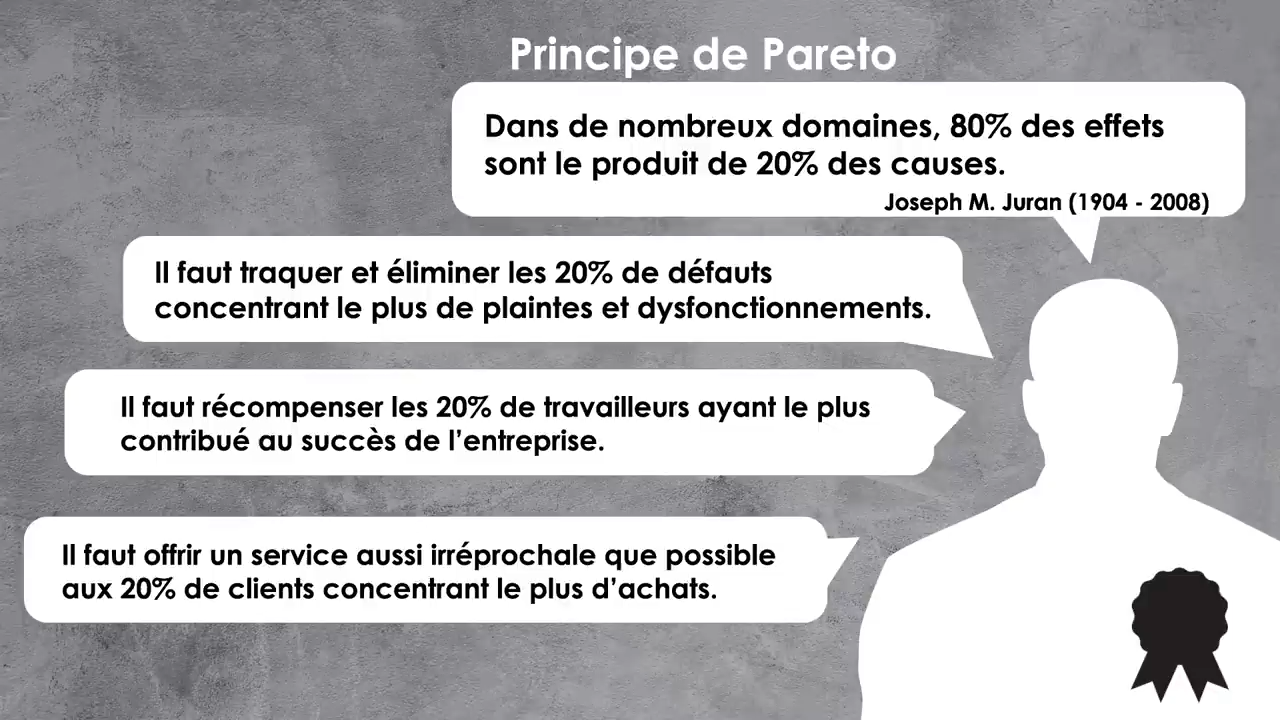 Principe de Pareto
Dans de nombreux domaines, 80% des effets
sont le produit de 20% des causes.
Joseph M. Juran (1904 - 2008)
Il faut traquer et éliminer les 20% de défauts
concentrant le plus de plaintes et dysfonctionnements.
Il faut récompenser les 20% de travailleurs ayant le plus
contribué au succès de l’entreprise.
Il faut offrir un service aussi irréprochale que possible
aux 20% de clients concentrant le plus d’achats.